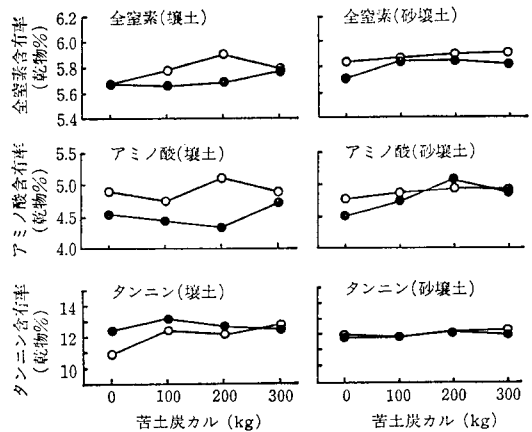 全窒素(壌土)
全窒素(砂壌土)
全窒素含有率
(乾物%)
6.2
6.0
5.8
5.6
5.4
アミノ酸(壌土)
アミノ酸(砂壌土)
アミノ酸含有率
(乾物%)
5.5
5.0
4.5
4.0
タンニン(壌土)
タンニン(砂壌土)
タンニン含有率
(乾物%)
14
12
10
0 100 200 300
0 100 200 300
苦土炭カル(kg)
苦土炭カル(kg)